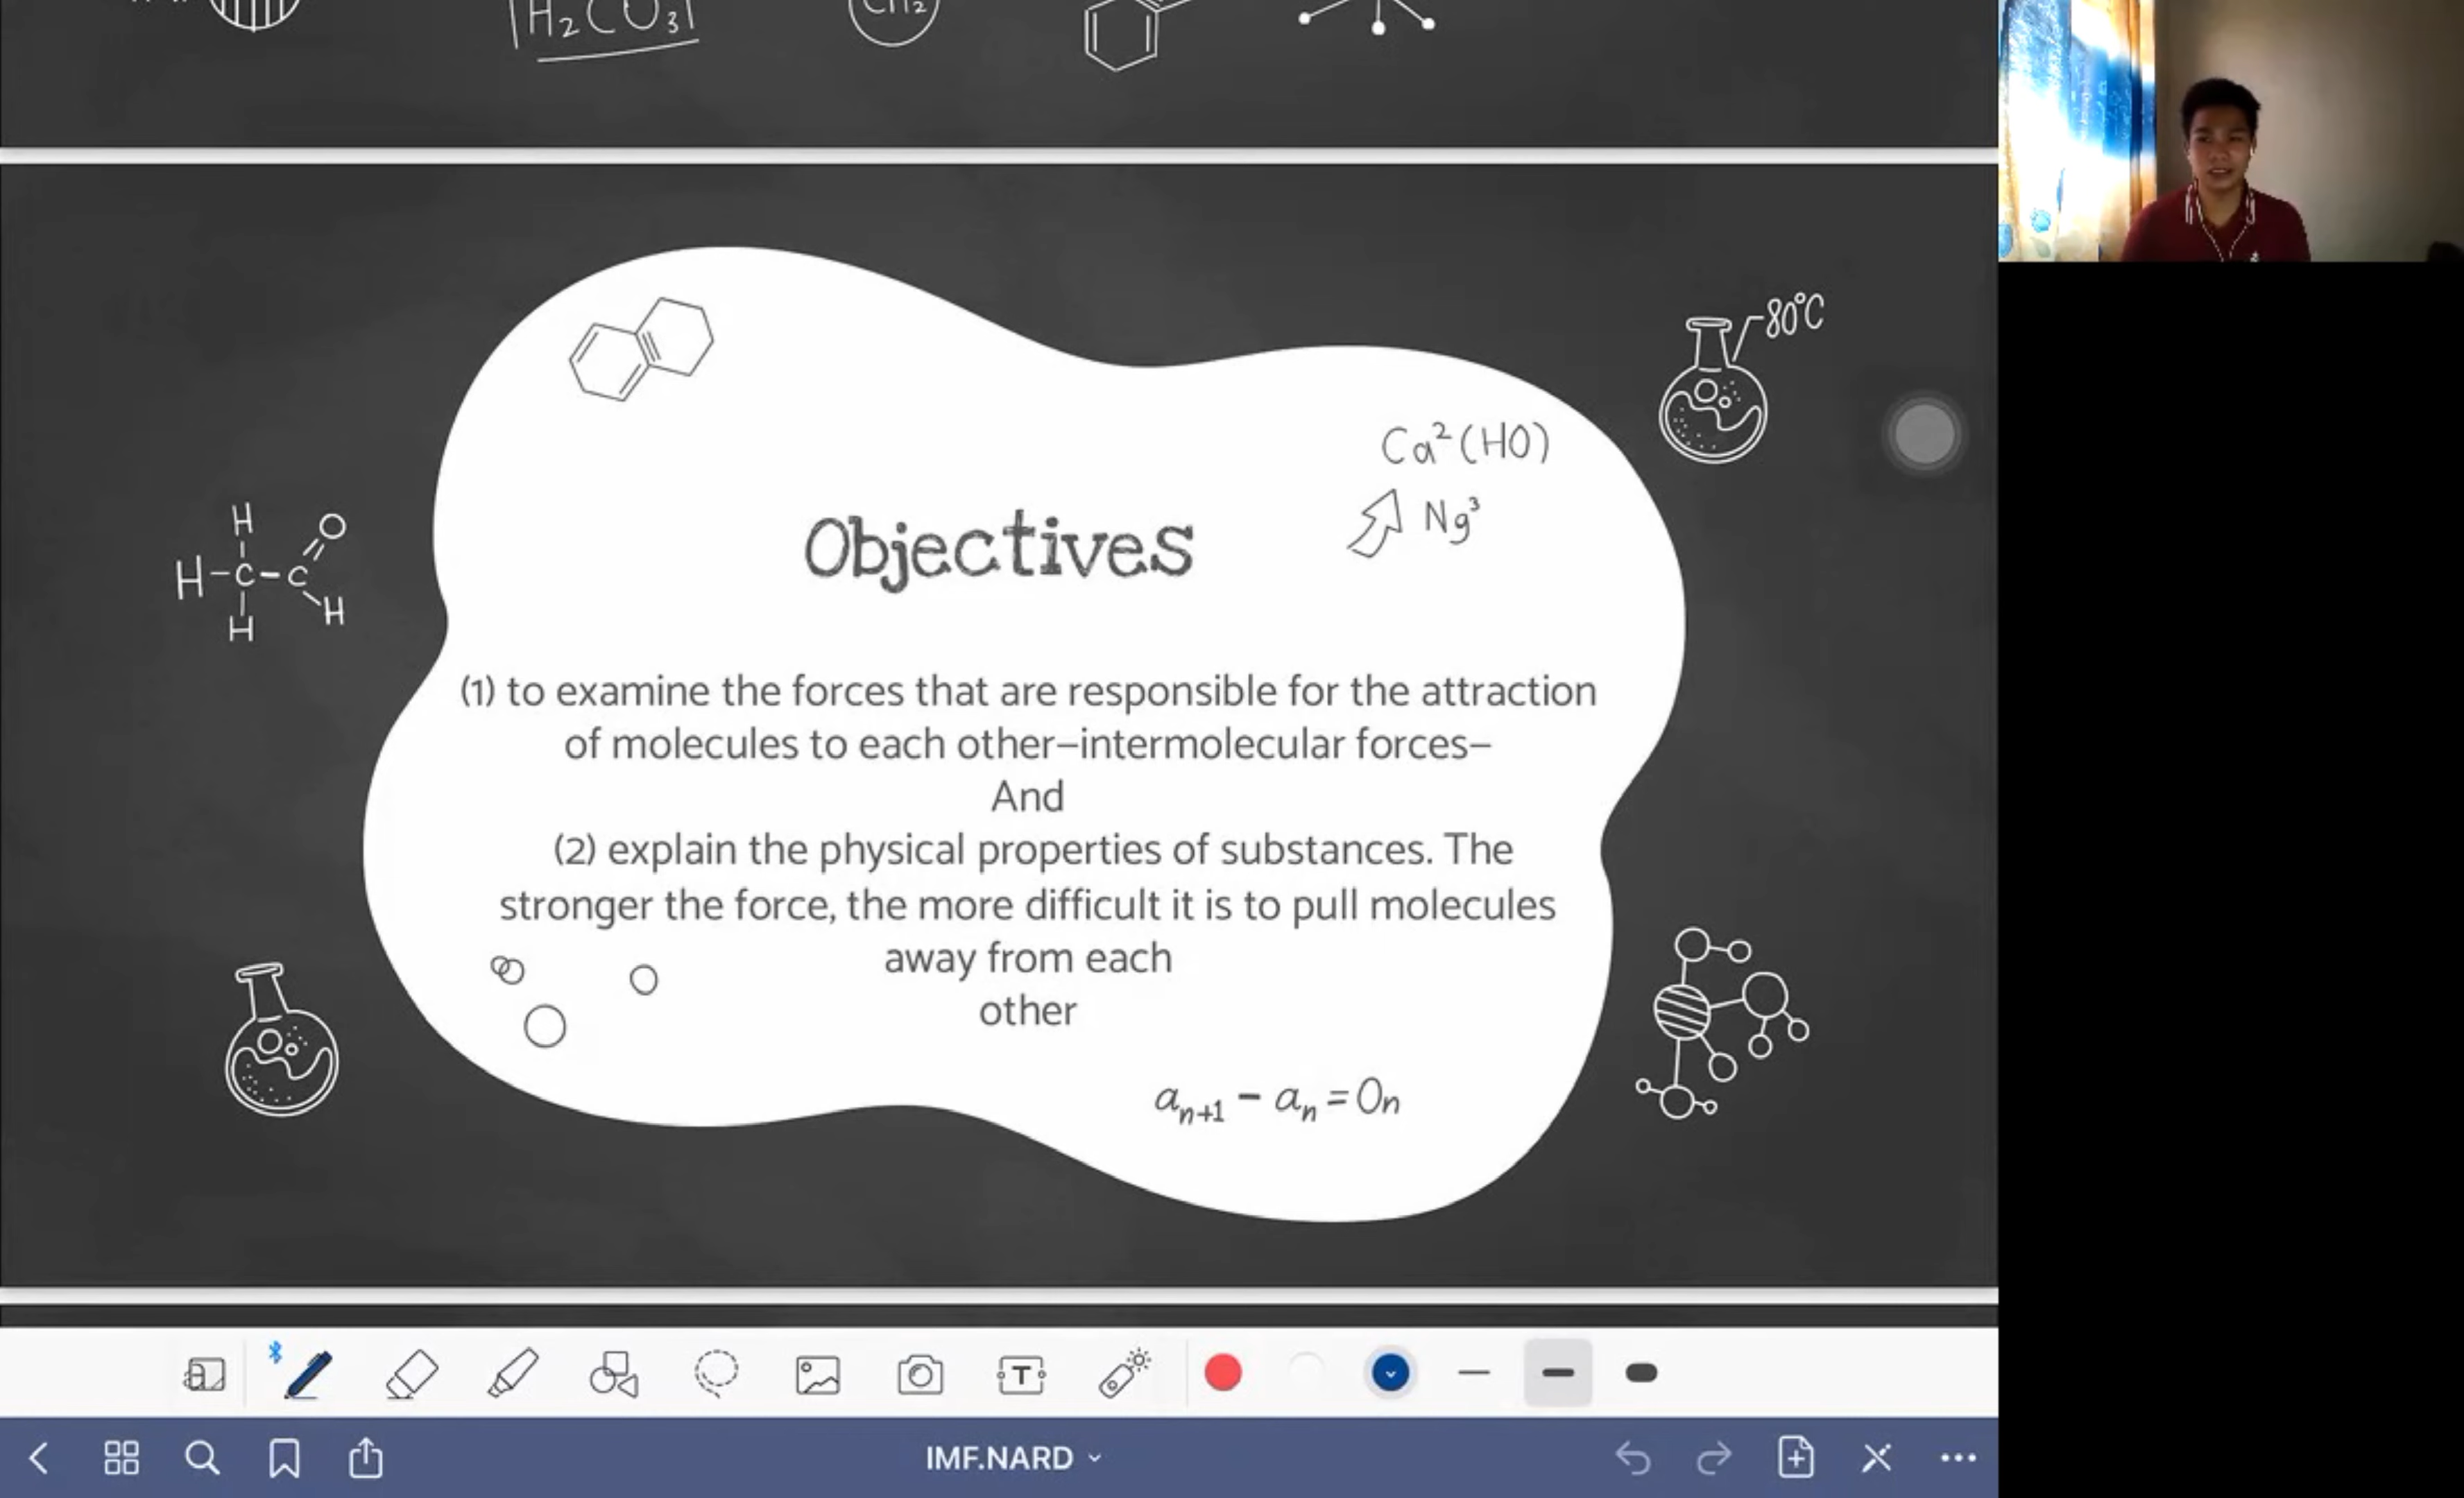 H₂CO₃
CH₂
80°C
Ca²(HO)
Ng³
Objectives
H
O
H-C-C
H
H
(1) to examine the forces that are responsible for the attraction
of molecules to each other–intermolecular forces–
And
(2) explain the physical properties of substances. The
stronger the force, the more difficult it is to pull molecules
away from each
other
aₙ₊₁ - aₙ = 0n
T
IMF.NARD